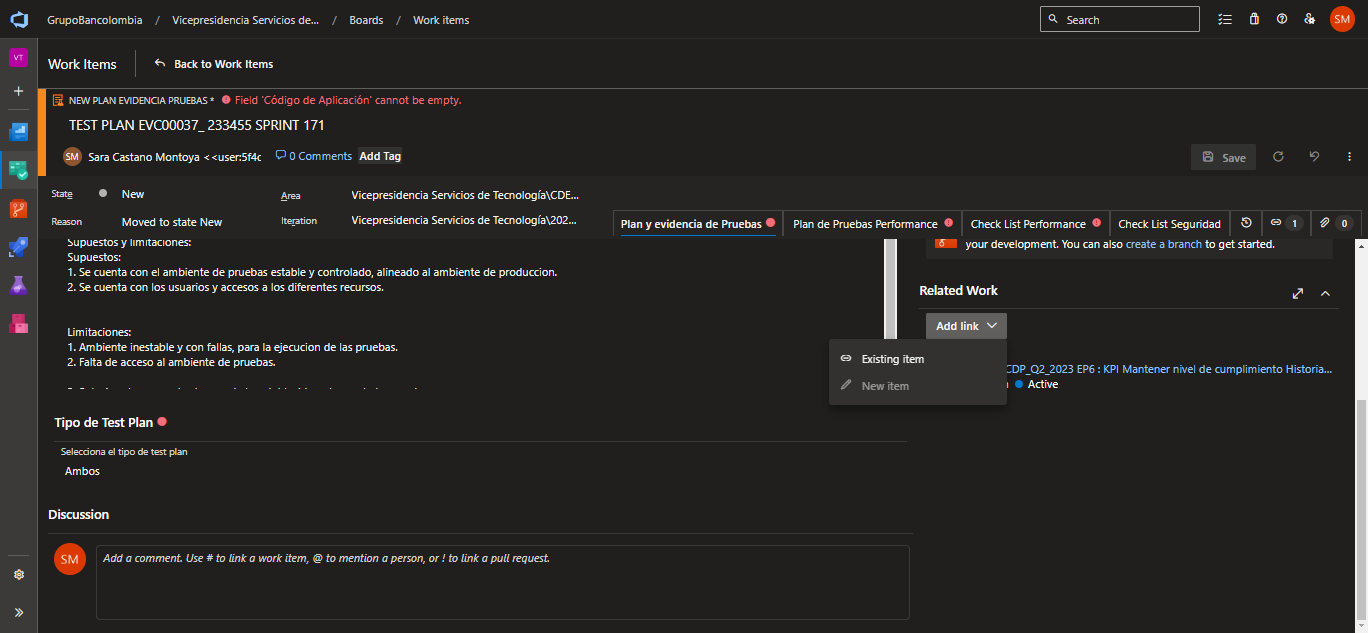 GrupoBancolombia / Vicepresidencia Servicios de... / Boards / Work items
Search
SM
VT
Work Items
Back to Work Items
NEW PLAN EVIDENCIA PRUEBAS * Field 'Código de Aplicación' cannot be empty.
TEST PLAN EVC00037_ 233455 SPRINT 171
SM Sara Castano Montoya < <user:5f4c 0 Comments Add Tag
Save
State New
Area Vicepresidencia Servicios de Tecnología\CDE...
Reason Moved to state New
Iteration Vicepresidencia Servicios de Tecnología\202...
Plan y evidencia de Pruebas Plan de Pruebas Performance Check List Performance Check List Seguridad 1 0
Supuestos y limitaciones:
Supuestos:
1. Se cuenta con el ambiente de pruebas estable y controlado, alineado al ambiente de produccion.
2. Se cuenta con los usuarios y accesos a los diferentes recursos.
Limitaciones:
1. Ambiente inestable y con fallas, para la ejecucion de las pruebas.
2. Falta de acceso al ambiente de pruebas.
Tipo de Test Plan
Selecciona el tipo de test plan
Ambos
Discussion
SM
Add a comment. Use # to link a work item, @ to mention a person, or ! to link a pull request.
your development. You can also create a branch to get started.
Related Work
Add link
Existing item
New item
CDP_Q2_2023 EP6 : KPI Mantener nivel de cumplimiento Historia...
Active